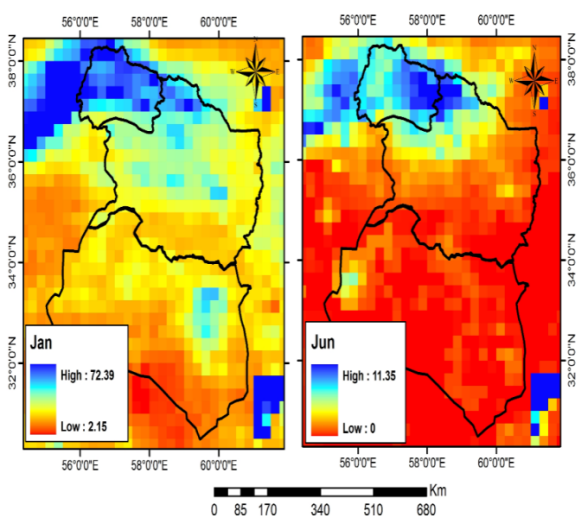 56°0'0"E 58°0'0"E 60°0'0"E
56°0'0"E 58°0'0"E 60°0'0"E
38°0'0"N
36°0'0"N
34°0'0"N
32°0'0"N
N
W E
S
N
W E
S
38°0'0"N
36°0'0"N
34°0'0"N
32°0'0"N
Jan
High : 72.39
Low : 2.15
Jun
High : 11.35
Low : 0
56°0'0"E 58°0'0"E 60°0'0"E
56°0'0"E 58°0'0"E 60°0'0"E
Km
0 85 170 340 510 680